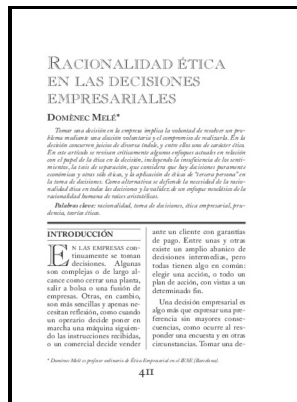 RACIONALIDAD ÉTICA
EN LAS DECISIONES
EMPRESARIALES
DOMÈNEC MELÉ*
Tomar una decisión en la empresa implica la voluntad de resolver un pro-
blema mediante una elección voluntaria y el compromiso de realizarla. En la
decisión concurren juicios de diversa índole, y entre ellos uno de carácter ético.
En este artículo se revisan críticamente algunos enfoques actuales en relación
con el papel de la ética en la decisión, incluyendo la insuficiencia de los senti-
mientos, la tesis de separación, que considera que hay decisiones puramente
económicas y otras sólo éticas, y la aplicación de éticas de "tercera persona" en
la toma de decisiones. Como alternativa se defiende la necesidad de la racio-
nalidad ética en todas las decisiones y la validez de un enfoque neoclásico de la
racionalidad humana de raíces aristotélicas.
Palabras clave: racionalidad, toma de decisiones, ética empresarial, pru-
dencia, teorías éticas.
INTRODUCCIÓN
EN LAS EMPRESAS con-
tinuamente se toman
decisiones. Algunas
son complejas o de largo al-
cance como cerrar una planta,
salir a bolsa o una fusión de
empresas. Otras, en cambio,
son más sencillas y apenas ne-
cesitan reflexión, como cuando
un operario decide poner en
marcha una máquina siguien-
do las instrucciones recibidas,
o un comercial decide vender
ante un cliente con garantías
de pago. Entre unas y otras
existe un amplio abanico de
decisiones intermedias, pero
todas tienen algo en común:
elegir una acción, o todo un
plan de acción, con vistas a un
determinado fin.
Una decisión empresarial es
algo más que expresar una pre-
ferencia sin mayores conse-
cuencias, como ocurre al res-
ponder una encuesta y en otras
circunstancias. Tomar una de-
* Domènec Melé es profesor ordinario de Ética Empresarial en el IESE (Barcelona).
411